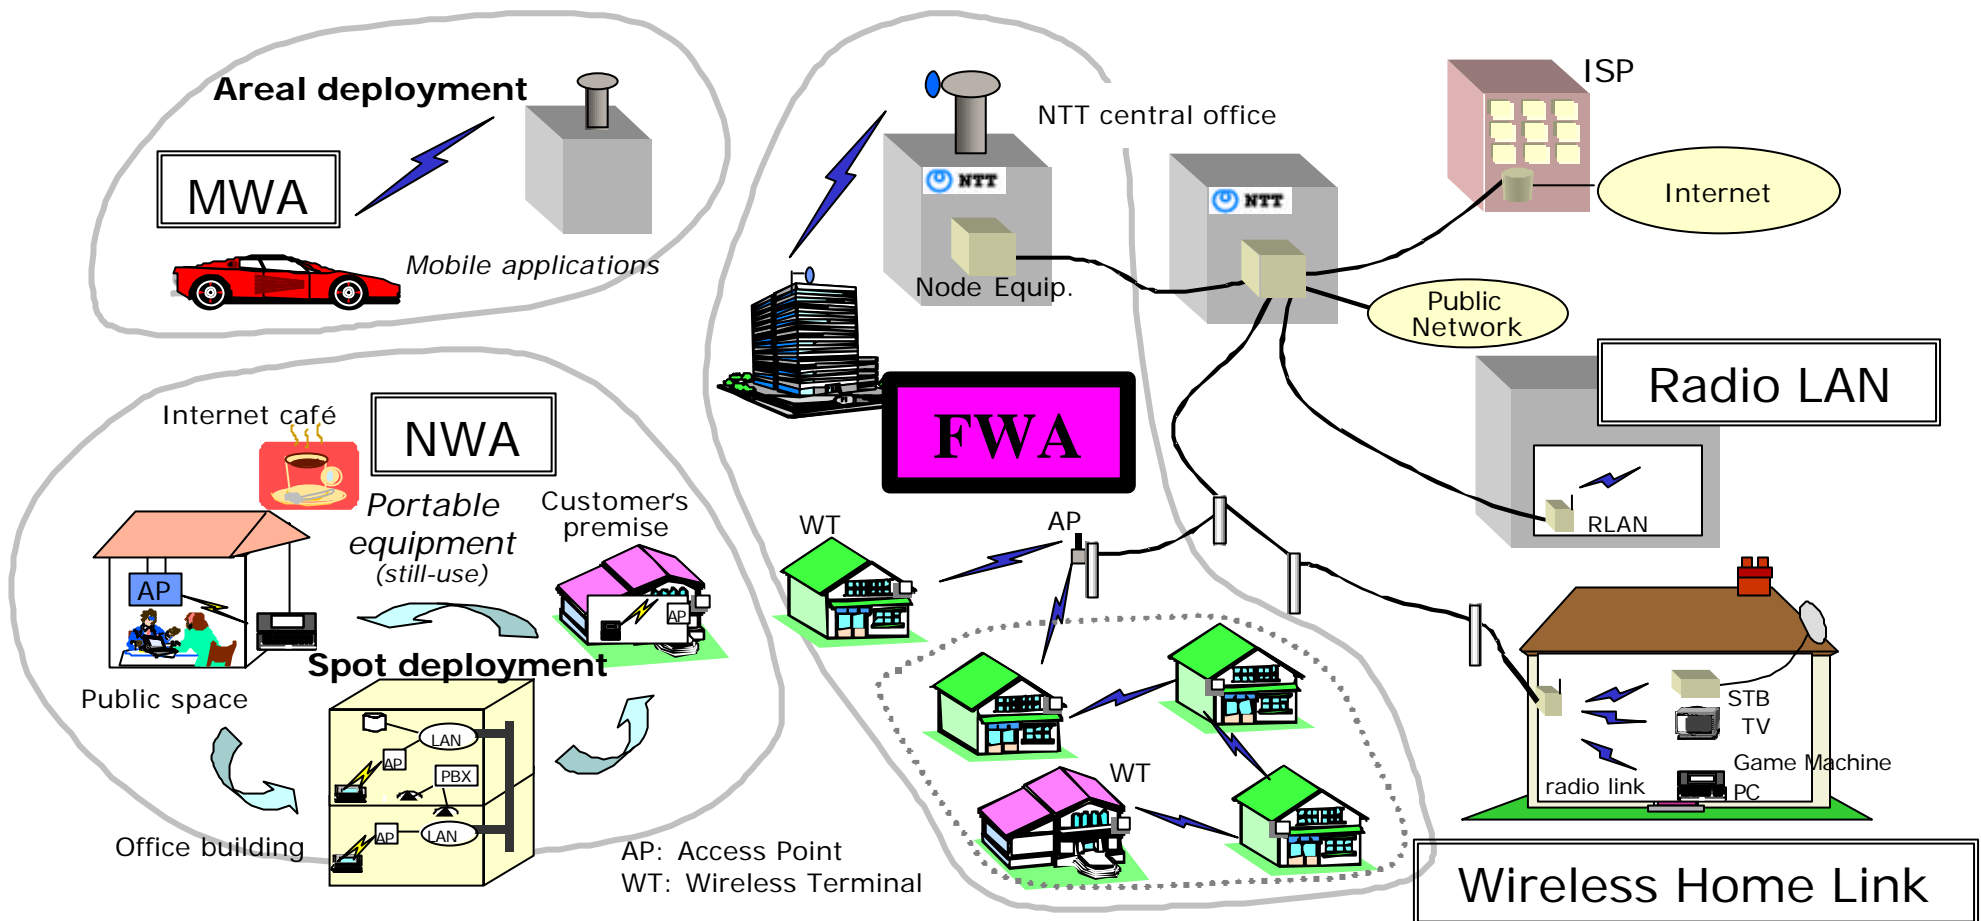 Areal deployment
MWA
Mobile applications
NTT central office
NTT
Node Equip.
NTT
ISP
Internet
Public
Network
Radio LAN
RLAN
FWA
Internet café
NWA
Portable
equipment
(still-use)
Customer's
premise
AP
AP
Spot deployment
Public space
LAN
AP
PBX
AP
LAN
Office building
WT
AP
WT
AP: Access Point
WT: Wireless Terminal
STB
TV
Game Machine
radio link
PC
Wireless Home Link